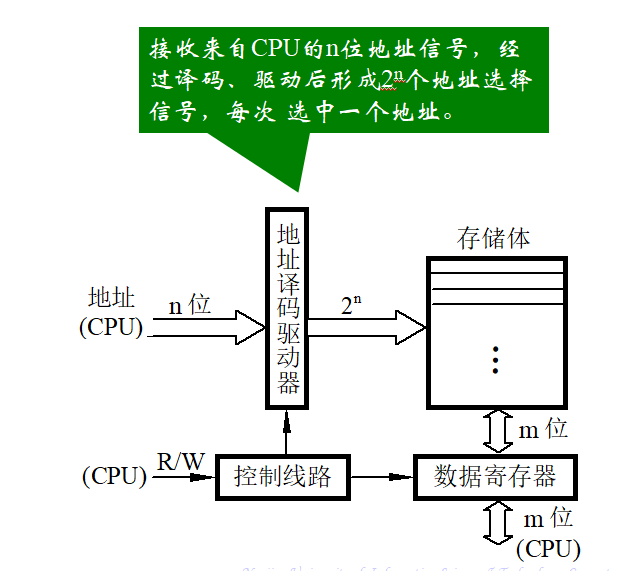 接收来自CPU的n位地址信号，经
过译码、驱动后形成2ⁿ个地址选择
信号，每次 选中一个地址。
存储体
地址译码驱动器
地址
(CPU)
n 位
2ⁿ
⋮
m 位
(CPU)
R/W
控制线路
数据寄存器
m 位
(CPU)